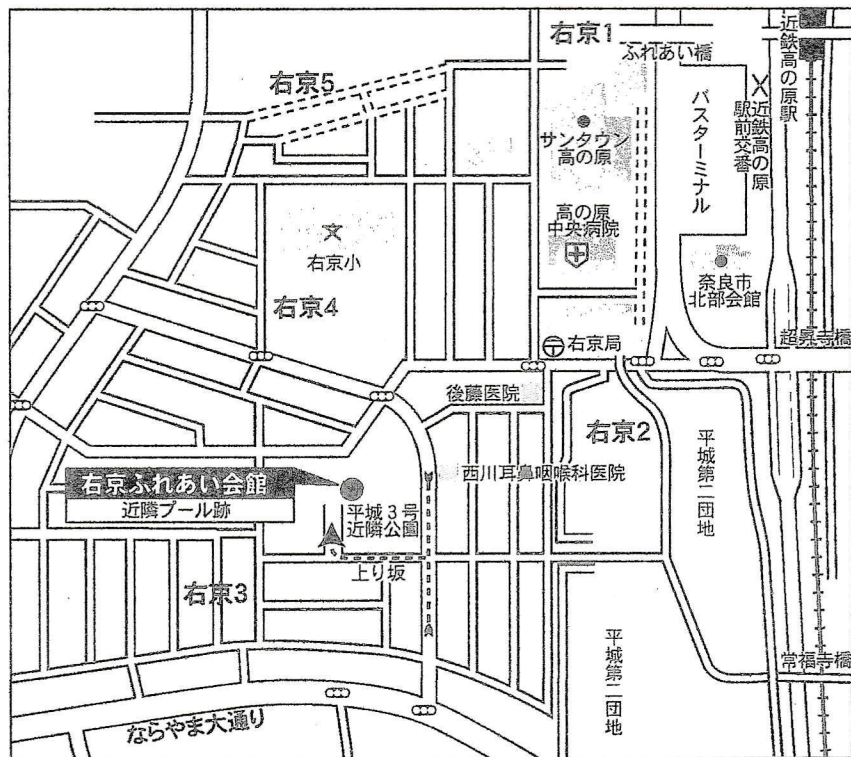 右京1
ふれあい橋
近鉄高の原駅
右京5
バスターミナル
近鉄高の原
駅前交番
サンタウン
高の原
高の原
中央病院
右京小
奈良市
北部会館
右京4
右京局
超昇寺橋
後藤医院
右京2
平城第二団地
西川耳鼻咽喉科医院
右京ふれあい会館
近隣プール跡
平城3号
近隣公園
上り坂
右京3
平城第二団地
常福寺橋
ならやま大通り